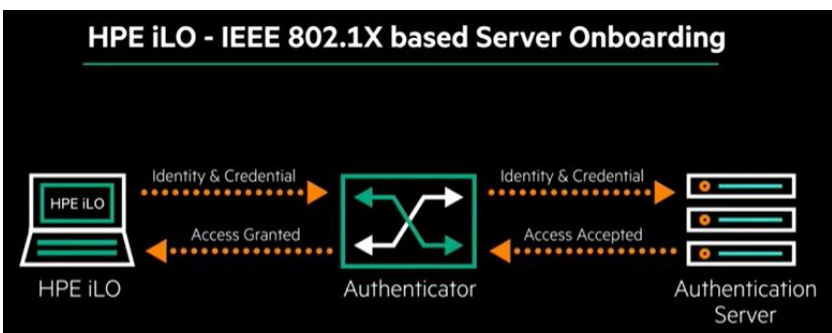 HPE iLO - IEEE 802.1X based Server Onboarding
Identity & Credential
Identity & Credential
HPE iLO
Access Granted
Access Accepted
HPE iLO
Authenticator
Authentication
Server